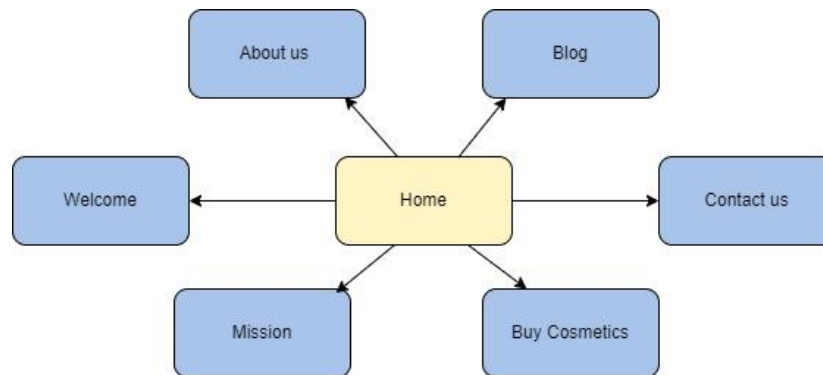 About us
Blog
Welcome
Home
Contact us
Mission
Buy Cosmetics